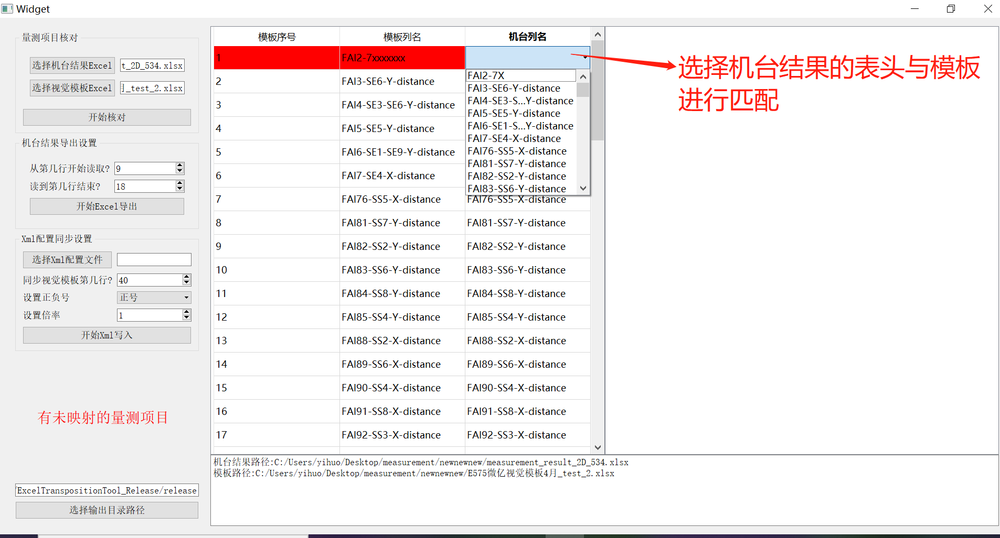 Widget
量测项目核对
选择机台结果Excel t_2D_534.xlsx
选择视觉模板Excel 月_test_2.xlsx
开始核对
机台结果导出设置
从第几行开始读取? 9
读到第几行结束? 18
开始Excel导出
Xml配置同步设置
选择Xml配置文件
同步视觉模板第几行? 40
设置正负号 正号
设置倍率 1
开始Xml写入
有未映射的量测项目
/ExcelTranspositionTool_Release/release
选择输出目录路径
模板序号 模板列名 机台列名
1 FAI2-7xxxxxxx
2 FAI3-SE6-Y-distance
3 FAI4-SE3-SE6-Y-distance
4 FAI5-SE5-Y-distance
5 FAI6-SE1-SE9-Y-distance
6 FAI7-SE4-X-distance
7 FAI76-SS5-X-distance FAI76-SS5-X-distance
8 FAI81-SS7-Y-distance FAI81-SS7-Y-distance
9 FAI82-SS2-Y-distance FAI82-SS2-Y-distance
10 FAI83-SS6-Y-distance FAI83-SS6-Y-distance
11 FAI84-SS8-Y-distance FAI84-SS8-Y-distance
12 FAI85-SS4-Y-distance FAI85-SS4-Y-distance
13 FAI88-SS2-X-distance FAI88-SS2-X-distance
14 FAI89-SS6-X-distance FAI89-SS6-X-distance
15 FAI90-SS4-X-distance FAI90-SS4-X-distance
16 FAI91-SS8-X-distance FAI91-SS8-X-distance
17 FAI92-SS3-X-distance FAI92-SS3-X-distance
FAI2-7X
FAI3-SE6-Y-distance
FAI4-SE3-S...Y-distance
FAI5-SE5-Y-distance
FAI6-SE1-S...Y-distance
FAI7-SE4-X-distance
FAI76-SS5-X-distance
FAI81-SS7-Y-distance
FAI82-SS2-Y-distance
FAI83-SS6-Y-distance
选择机台结果的表头与模板
进行匹配
机台结果路径:C:/Users/yihuo/Desktop/measurement/newnewnew/measurement_result_2D_534.xlsx
模板路径:C:/Users/yihuo/Desktop/measurement/newnewnew/E575微亿视觉模板4月_test_2.xlsx